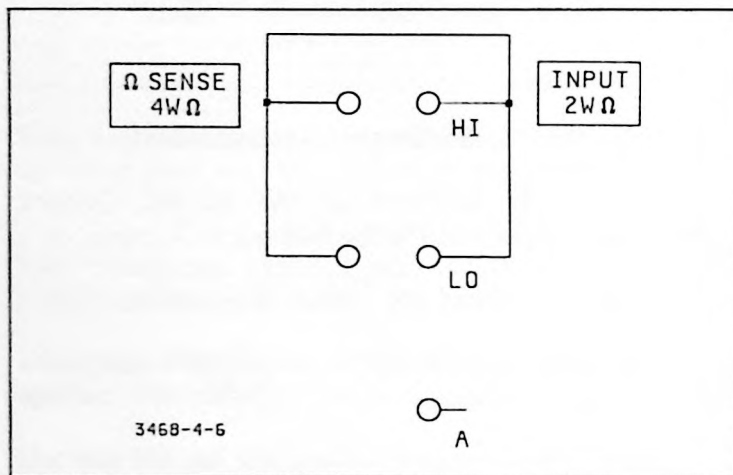 Ω SENSE
4WΩ
INPUT
2WΩ
HI
LO
A
3468-4-6